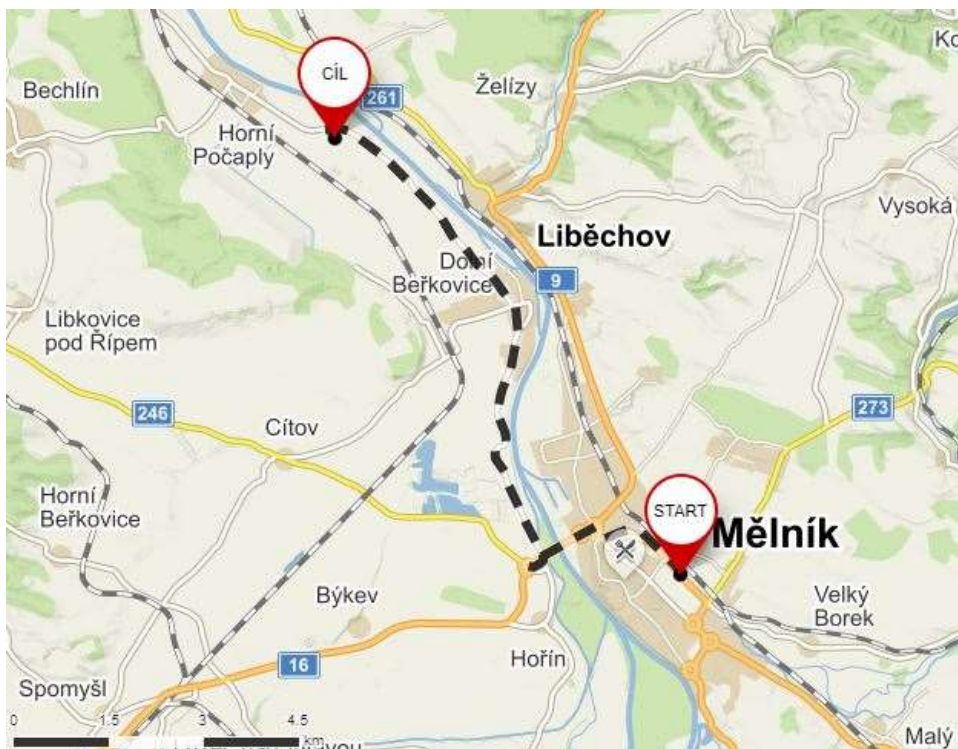 CÍL
Bechlín
261
Želízy
Horní
Počaply
Vysoká
Liběchov
Dolní
Beřkovice
9
Libkovice
pod Řípem
246
273
Cítov
START
Horní
Beřkovice
Mělník
Býkev
Velký
Borek
16
Hořín
Spomyšl
0 1.5 3 4.5
km
Malý